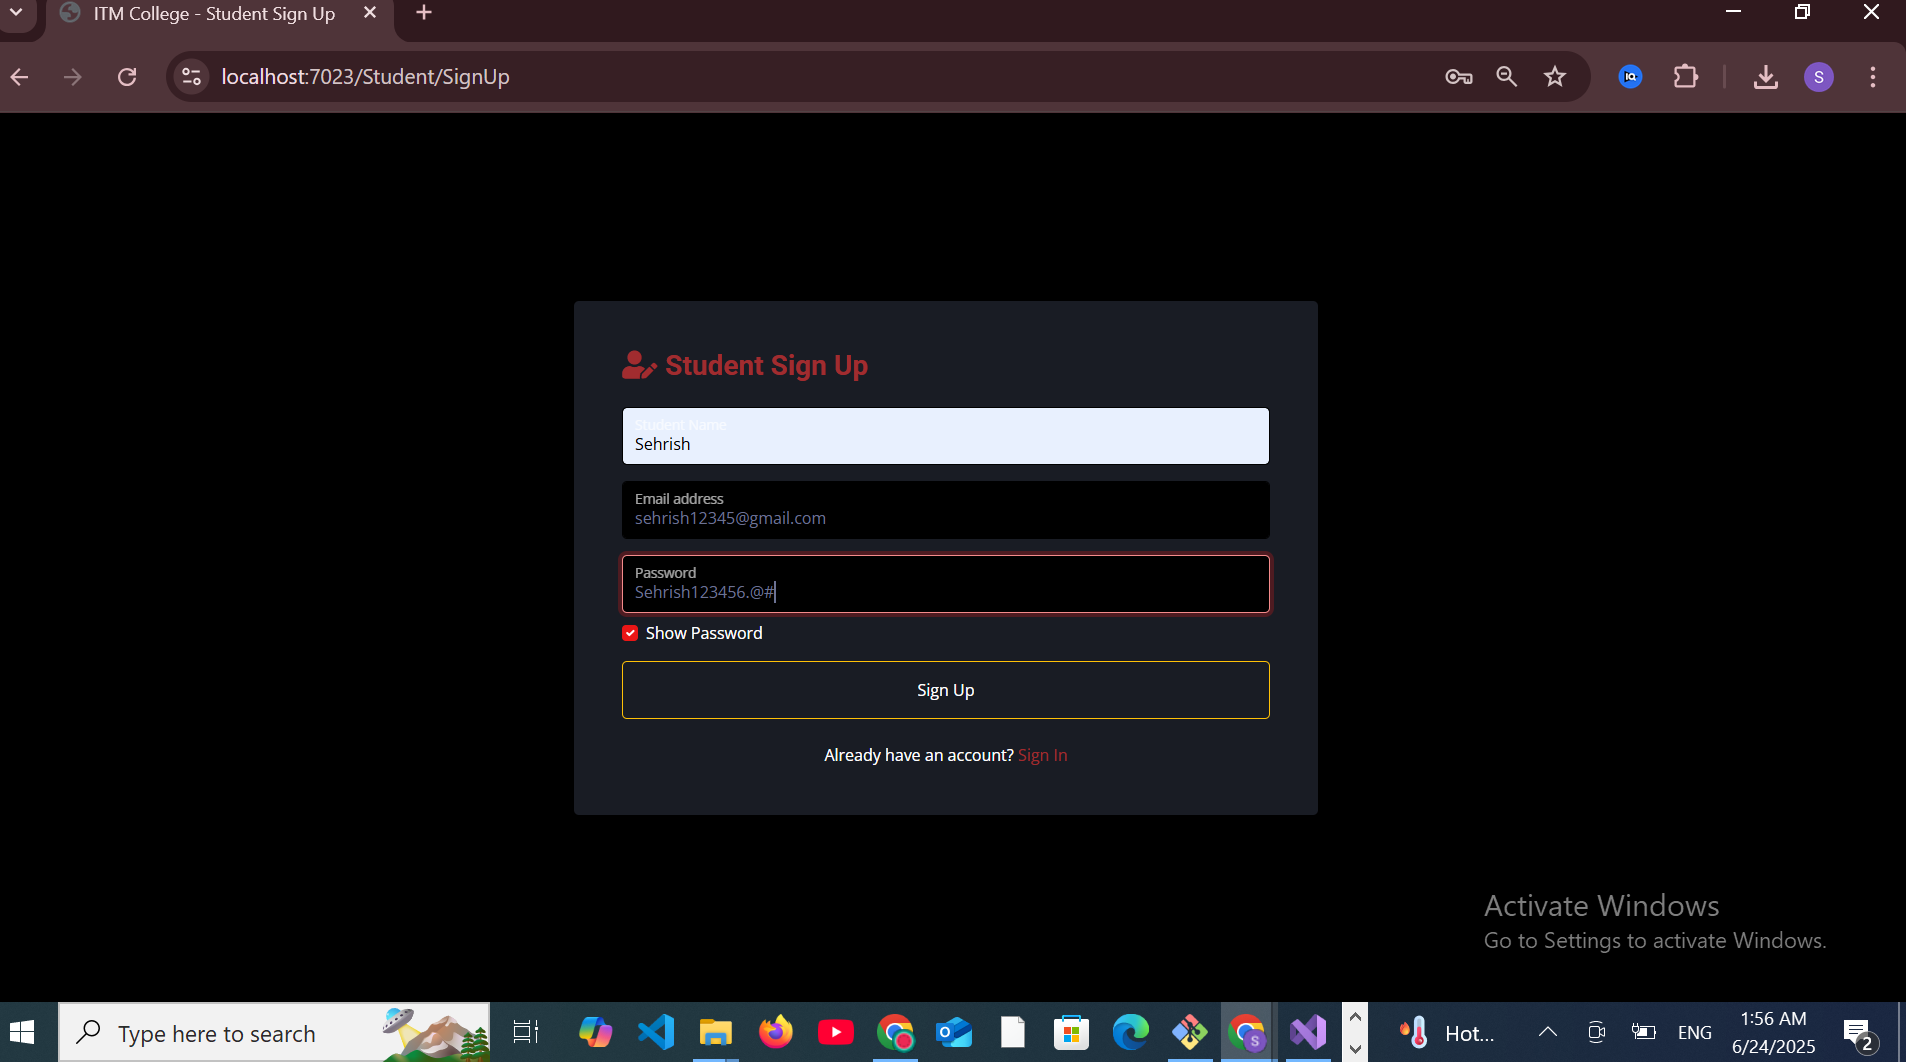 ITM College - Student Sign Up
localhost:7023/Student/SignUp
IQ
S
Student Sign Up
Student Name
Sehrish
Email address
sehrish12345@gmail.com
Password
Sehrish123456.@#
Show Password
Sign Up
Already have an account? Sign In
Activate Windows
Go to Settings to activate Windows.
Type here to search
S
Hot...
ENG
1:56 AM
6/24/2025
2